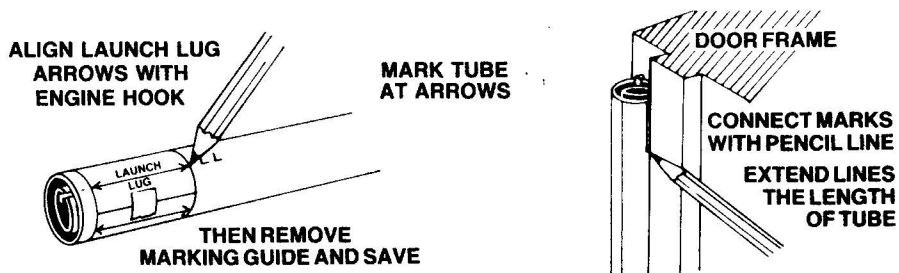 ALIGN LAUNCH LUG
ARROWS WITH
ENGINE HOOK
MARK TUBE
AT ARROWS
L L
LAUNCH
LUG
THEN REMOVE
MARKING GUIDE AND SAVE
DOOR FRAME
CONNECT MARKS
WITH PENCIL LINE
EXTEND LINES
THE LENGTH
OF TUBE